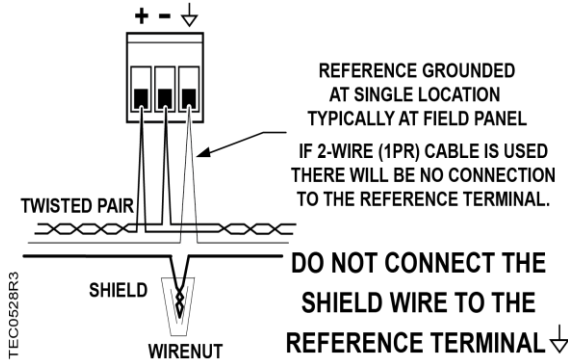 + -
REFERENCE GROUNDED
AT SINGLE LOCATION
TYPICALLY AT FIELD PANEL
IF 2-WIRE (1PR) CABLE IS USED
THERE WILL BE NO CONNECTION
TO THE REFERENCE TERMINAL.
TWISTED PAIR
SHIELD
WIRENUT
DO NOT CONNECT THE
SHIELD WIRE TO THE
REFERENCE TERMINAL
TEC0528R3